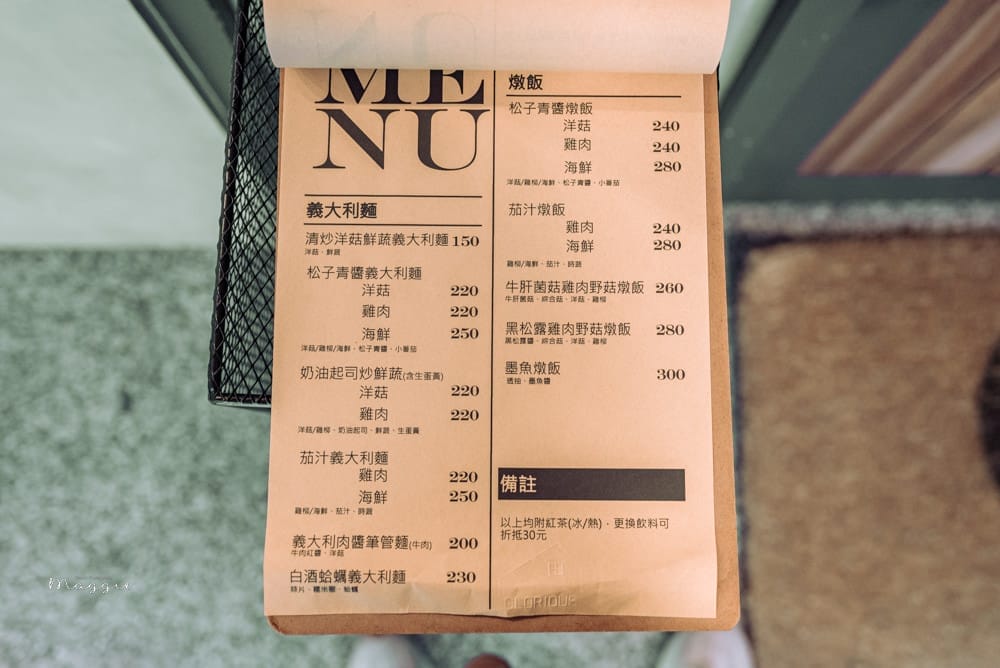 ME
NU
義大利麵
清炒洋菇鮮蔬義大利麵 150
洋菇、鮮蔬
松子青醬義大利麵
洋菇 220
雞肉 220
海鮮 250
洋菇/雞柳/海鮮、松子青醬、小番茄
奶油起司炒鮮蔬(含生蛋黃)
洋菇 220
雞肉 220
洋菇/雞柳、奶油起司、鮮蔬、生蛋黃
茄汁義大利麵
雞肉 220
海鮮 250
雞柳/海鮮、茄汁、時蔬
義大利肉醬筆管麵(牛肉) 200
牛肉紅醬、洋菇
白酒蛤蠣義大利麵 230
蒜片、
燉飯
松子青醬燉飯
洋菇 240
雞肉 240
海鮮 280
洋菇/雞柳/海鮮、松子青醬、小番茄
茄汁燉飯
雞肉 240
海鮮 280
雞柳/海鮮、茄汁、時蔬
牛肝菌菇雞肉野菇燉飯 260
牛肝菌菇、綜合菇、洋菇、雞柳
黑松露雞肉野菇燉飯 280
黑松露醬、綜合菇、洋菇、雞柳
墨魚燉飯 300
透抽、墨魚醬
備註
以上均附紅茶(冰/熱)，更換飲料可
折抵30元
GLORIOUS
Maggie